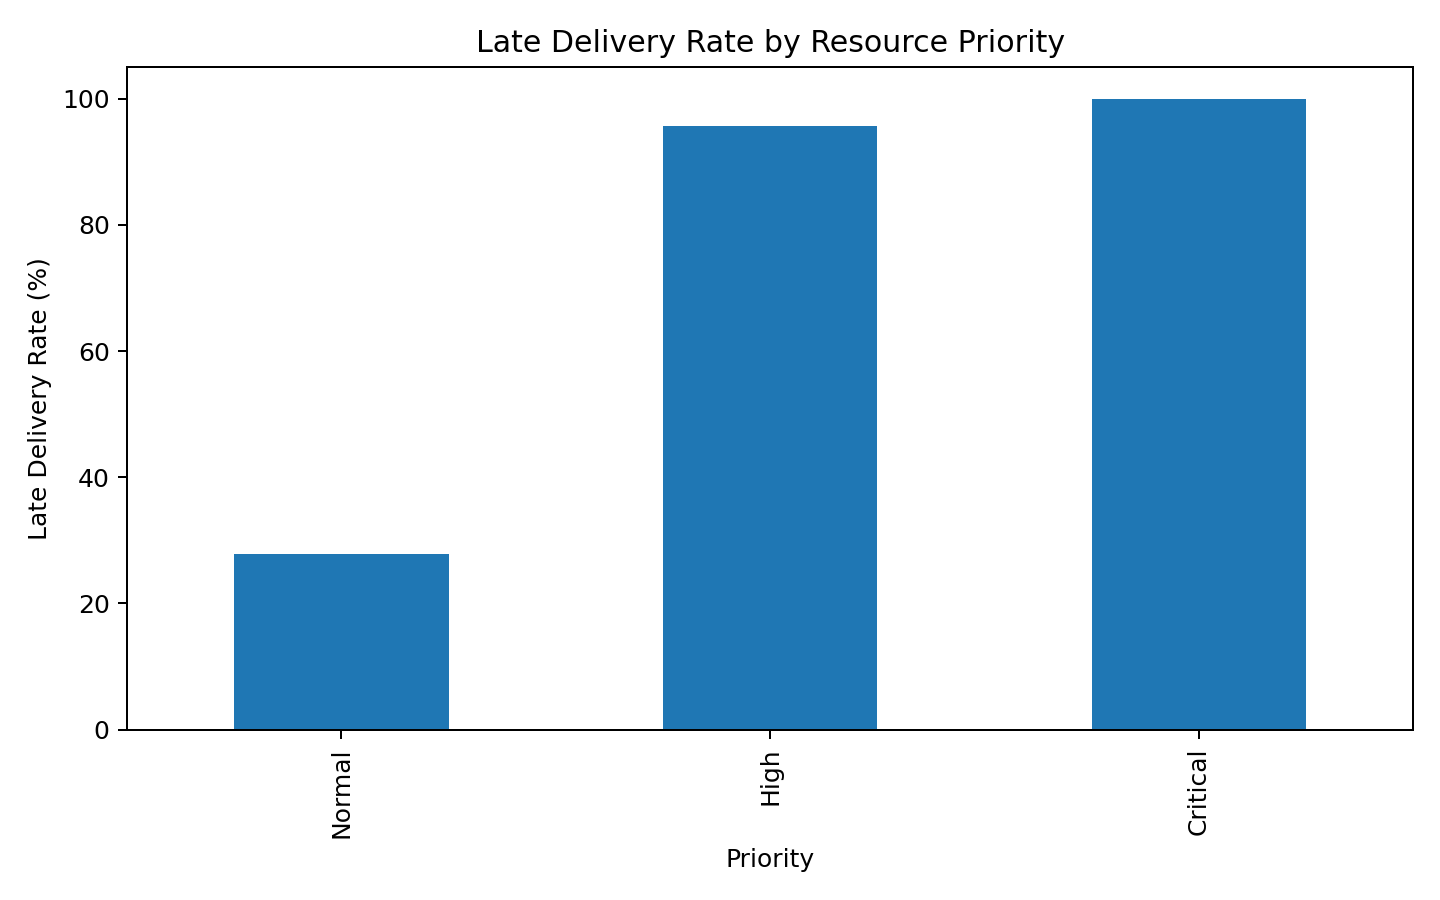 Late Delivery Rate by Resource Priority
Late Delivery Rate (%)
100
80
60
40
20
0
Normal
High
Critical
Priority